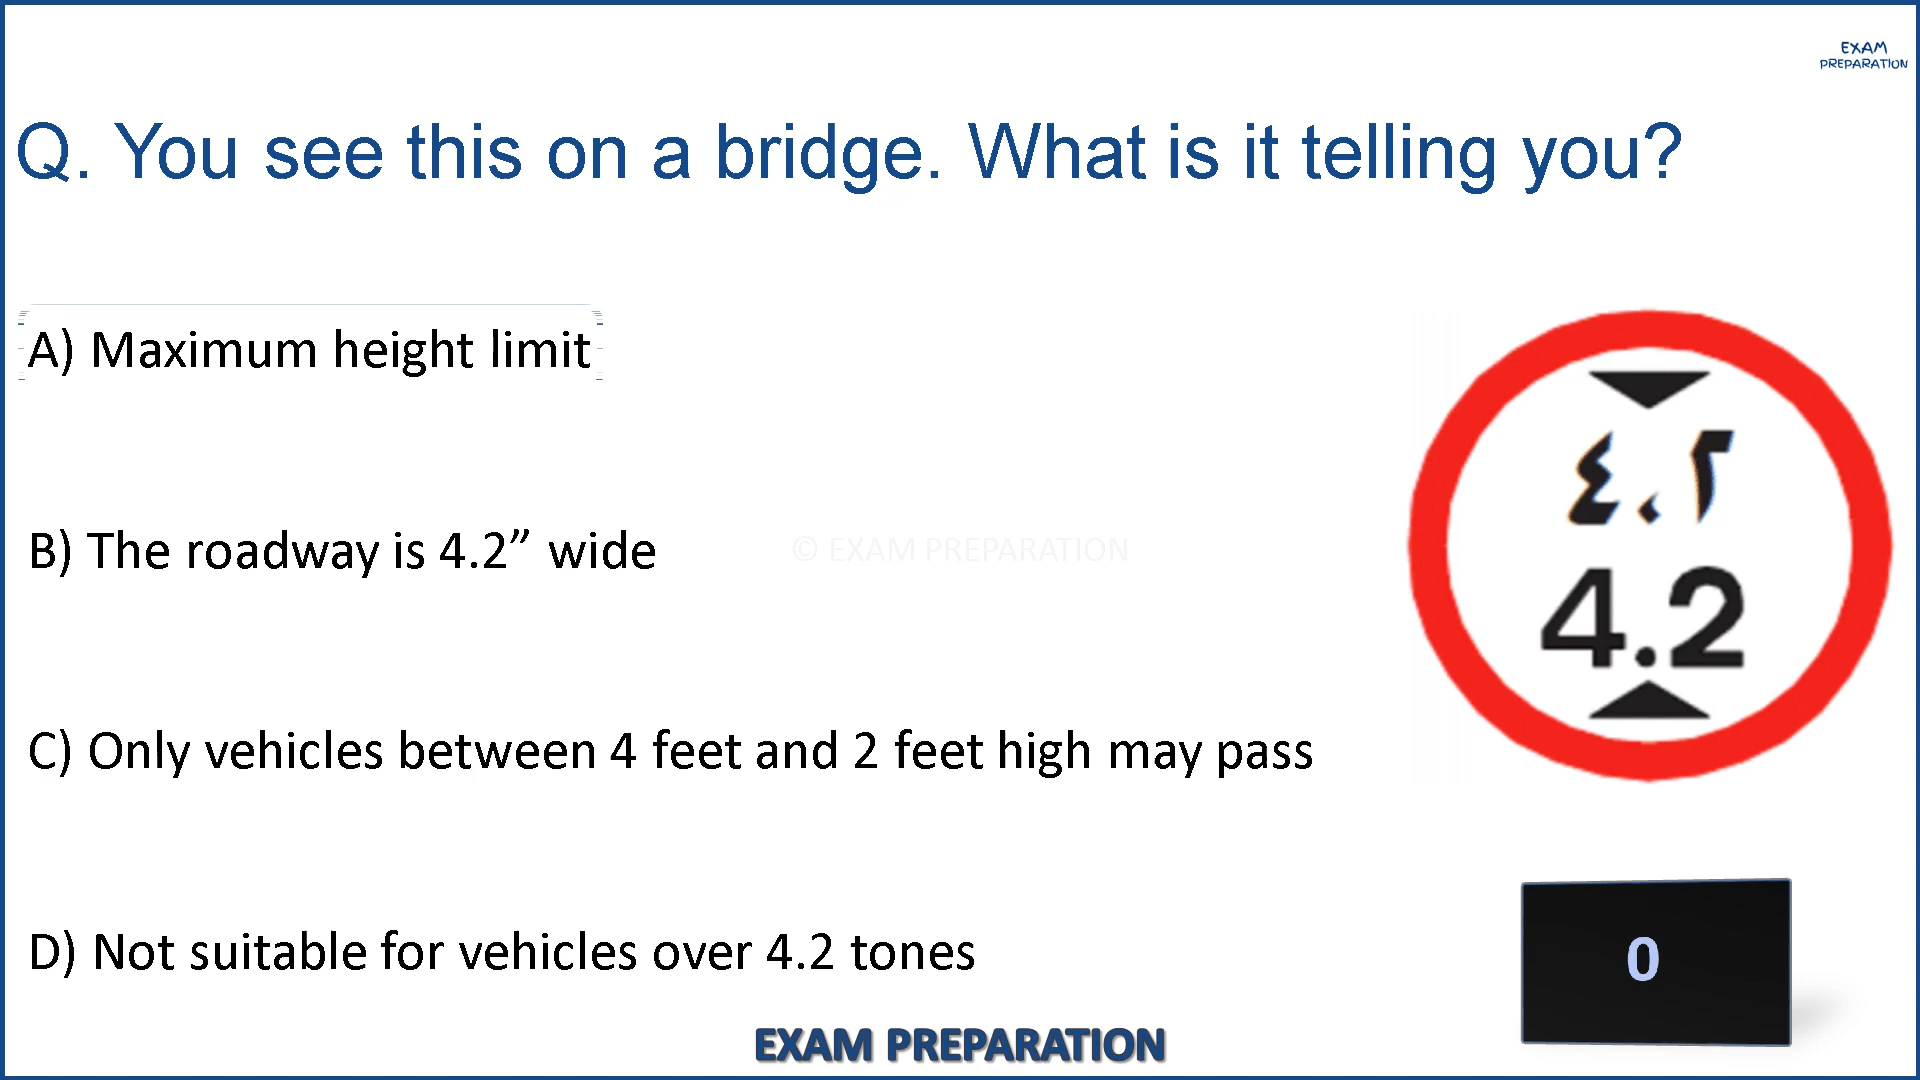 EXAM
PREPARATION
Q. You see this on a bridge. What is it telling you?
A) Maximum height limit
B) The roadway is 4.2” wide
© EXAM PREPARATION
C) Only vehicles between 4 feet and 2 feet high may pass
D) Not suitable for vehicles over 4.2 tones
٤.٢
4.2
0
EXAM PREPARATION